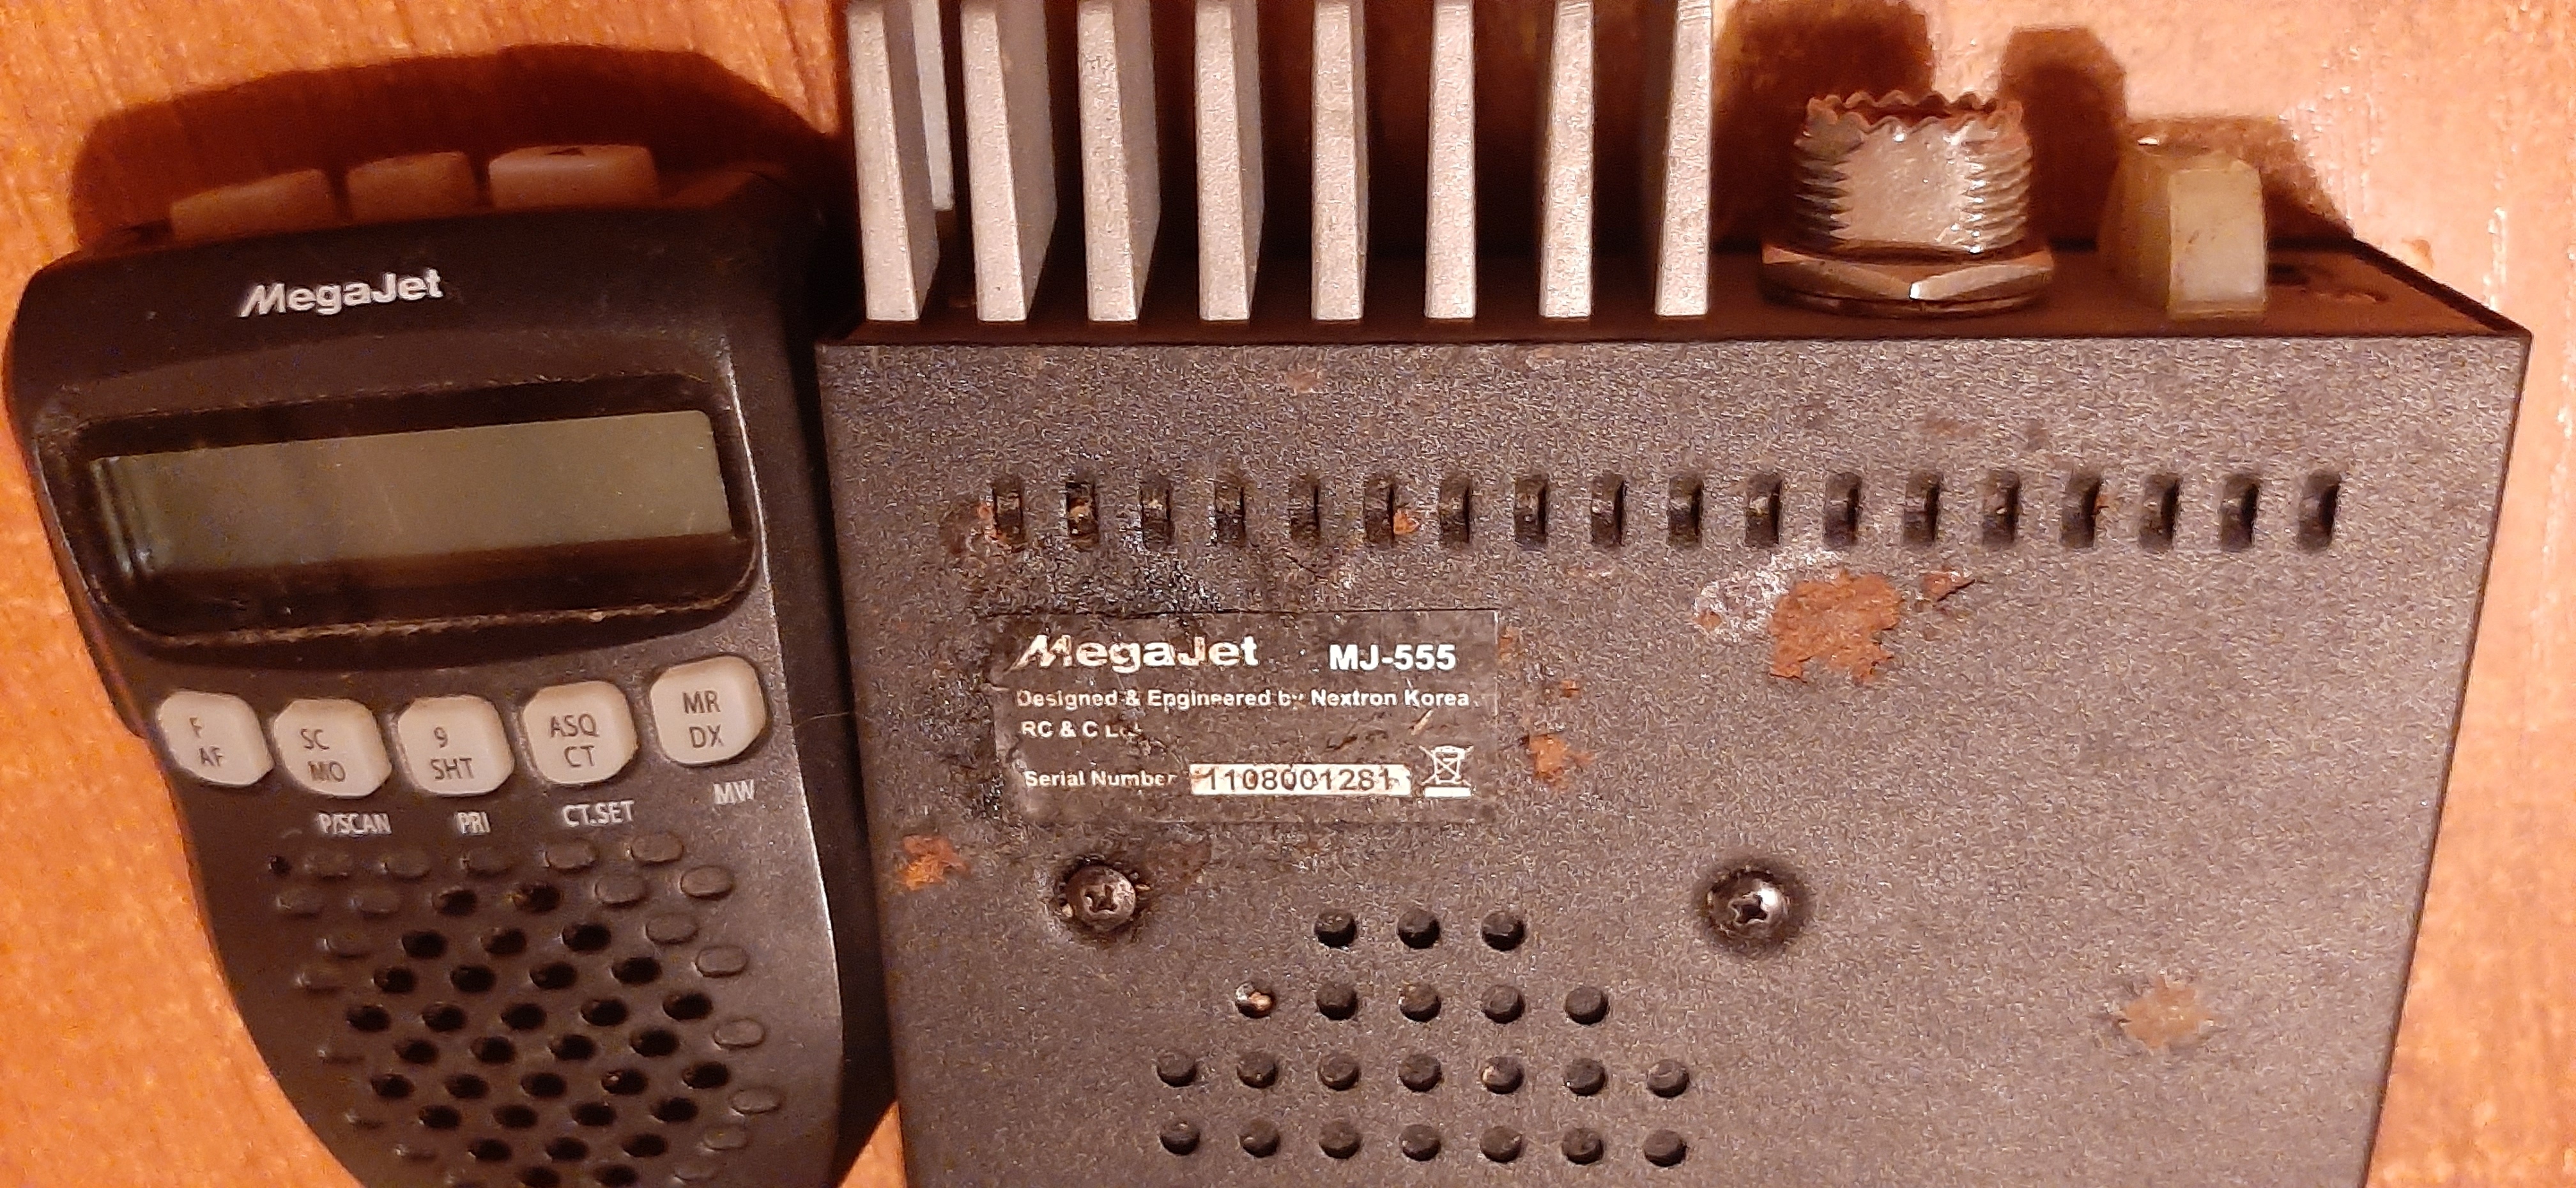 MegaJet
F
AF
SC
MO
9
SHT
ASQ
CT
MR
DX
P/SCAN PRI CT.SET MW
MegaJet MJ-555
Designed & Engineered by Nextron Korea
RC & C
Serial Number 1108001281